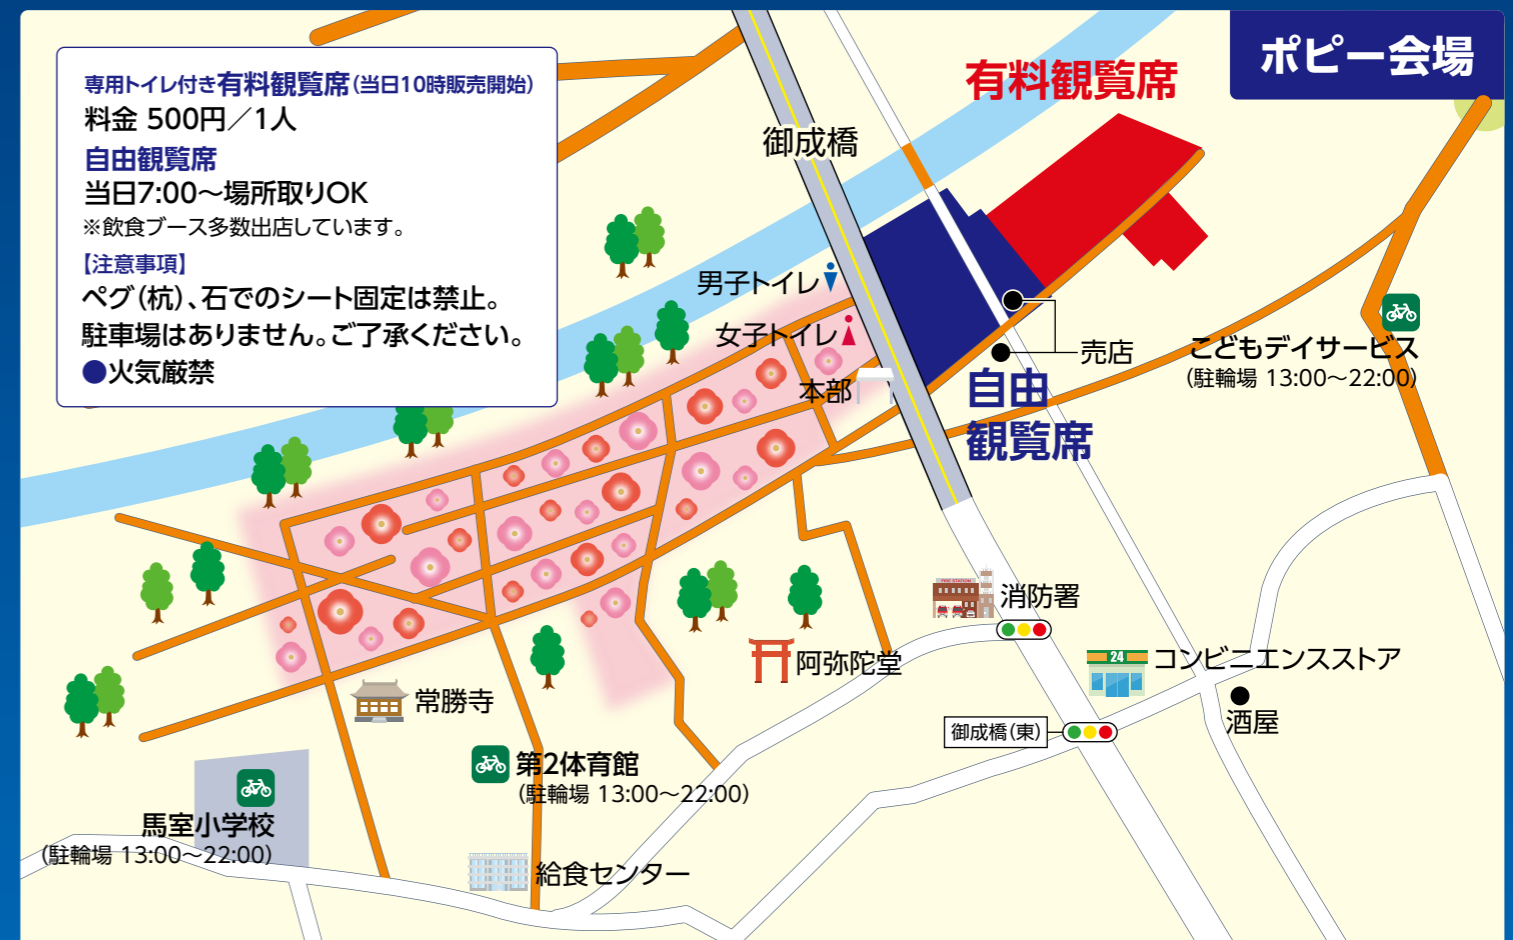 ポピー会場
専用トイレ付き有料観覧席(当日10時販売開始)
料金 500円／1人
自由観覧席
当日7:00〜場所取りOK
※飲食ブース多数出店しています。
【注意事項】
ペグ(杭)、石でのシート固定は禁止。
駐車場はありません。ご了承ください。
●火気厳禁
有料観覧席
御成橋
男子トイレ
女子トイレ
本部
売店
自由
観覧席
こどもデイサービス
(駐輪場 13:00〜22:00)
FIRE STATION
消防署
24
コンビニエンスストア
阿弥陀堂
常勝寺
酒屋
御成橋(東)
第2体育館
(駐輪場 13:00〜22:00)
馬室小学校
(駐輪場 13:00〜22:00)
給食センター